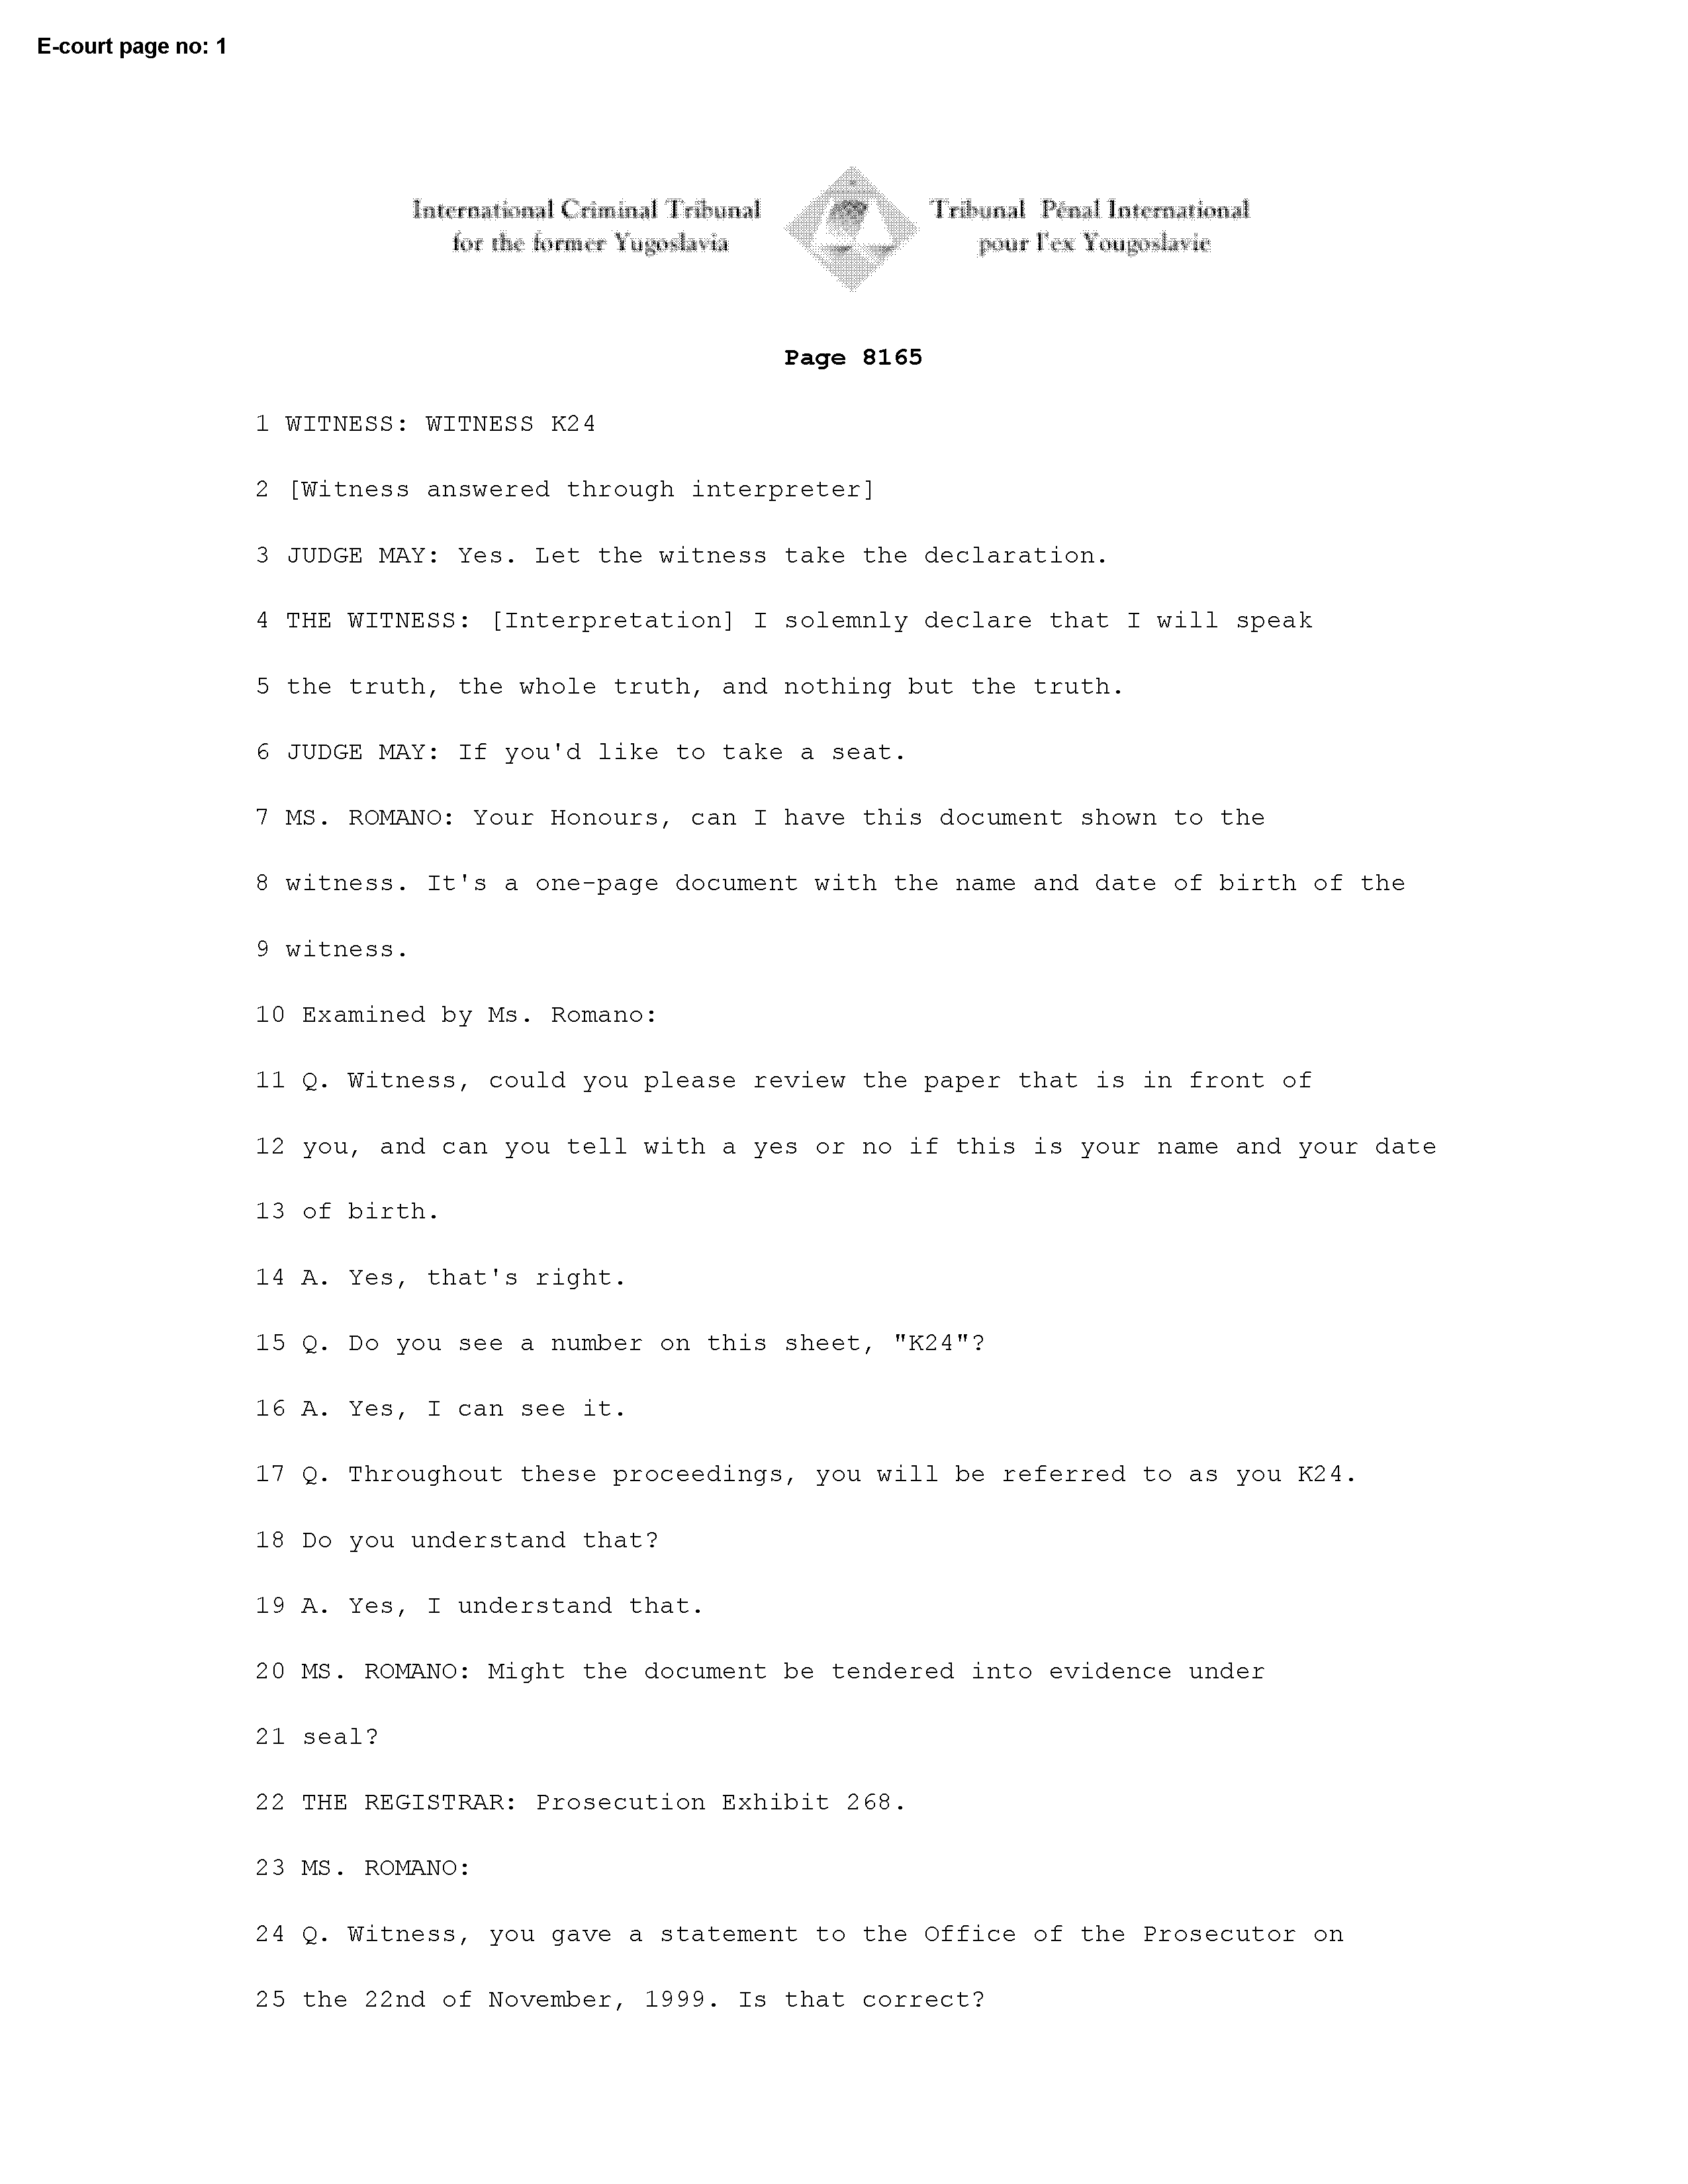 E-court page no: 1
International Criminal Tribunal
for the former Yugoslavia
Tribunal Pénal International
pour l'ex Yougoslavie
Page 8165
1 WITNESS: WITNESS K24
2 [Witness answered through interpreter]
3 JUDGE MAY: Yes. Let the witness take the declaration.
4 THE WITNESS: [Interpretation] I solemnly declare that I will speak
5 the truth, the whole truth, and nothing but the truth.
6 JUDGE MAY: If you'd like to take a seat.
7 MS. ROMANO: Your Honours, can I have this document shown to the
8 witness. It's a one-page document with the name and date of birth of the
9 witness.
10 Examined by Ms. Romano:
11 Q. Witness, could you please review the paper that is in front of
12 you, and can you tell with a yes or no if this is your name and your date
13 of birth.
14 A. Yes, that's right.
15 Q. Do you see a number on this sheet, "K24"?
16 A. Yes, I can see it.
17 Q. Throughout these proceedings, you will be referred to as you K24.
18 Do you understand that?
19 A. Yes, I understand that.
20 MS. ROMANO: Might the document be tendered into evidence under
21 seal?
22 THE REGISTRAR: Prosecution Exhibit 268.
23 MS. ROMANO:
24 Q. Witness, you gave a statement to the Office of the Prosecutor on
25 the 22nd of November, 1999. Is that correct?